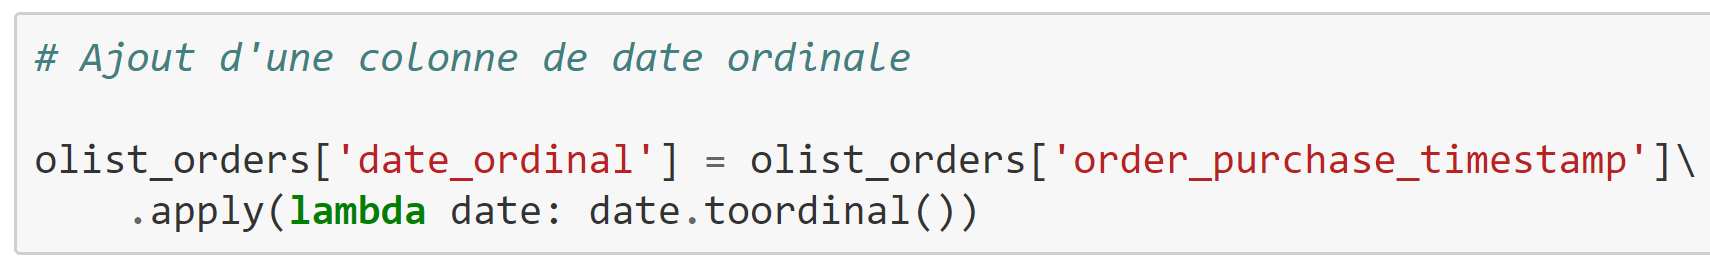 # Ajout d'une colonne de date ordinale
olist_orders['date_ordinal'] = olist_orders['order_purchase_timestamp']\
    .apply(lambda date: date.toordinal())